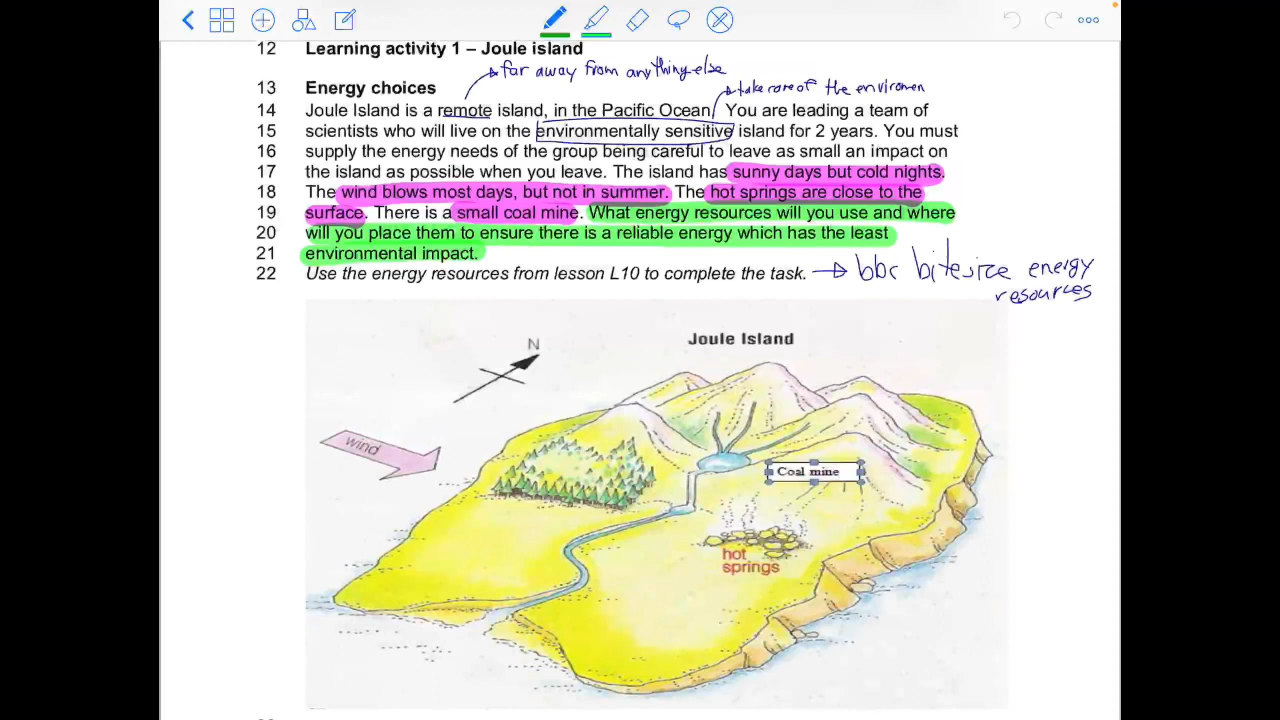 12 Learning activity 1 – Joule island
far away from anything else
13 Energy choices
take care of the environ
14 Joule Island is a remote island, in the Pacific Ocean. You are leading a team of
15 scientists who will live on the environmentally sensitive island for 2 years. You must
16 supply the energy needs of the group being careful to leave as small an impact on
17 the island as possible when you leave. The island has sunny days but cold nights.
18 The wind blows most days, but not in summer. The hot springs are close to the
19 surface. There is a small coal mine. What energy resources will you use and where
20 will you place them to ensure there is a reliable energy which has the least
21 environmental impact.
22 Use the energy resources from lesson L10 to complete the task.
bbc bitesize energy
resources
Joule Island
N
wind
Coal mine
hot
springs